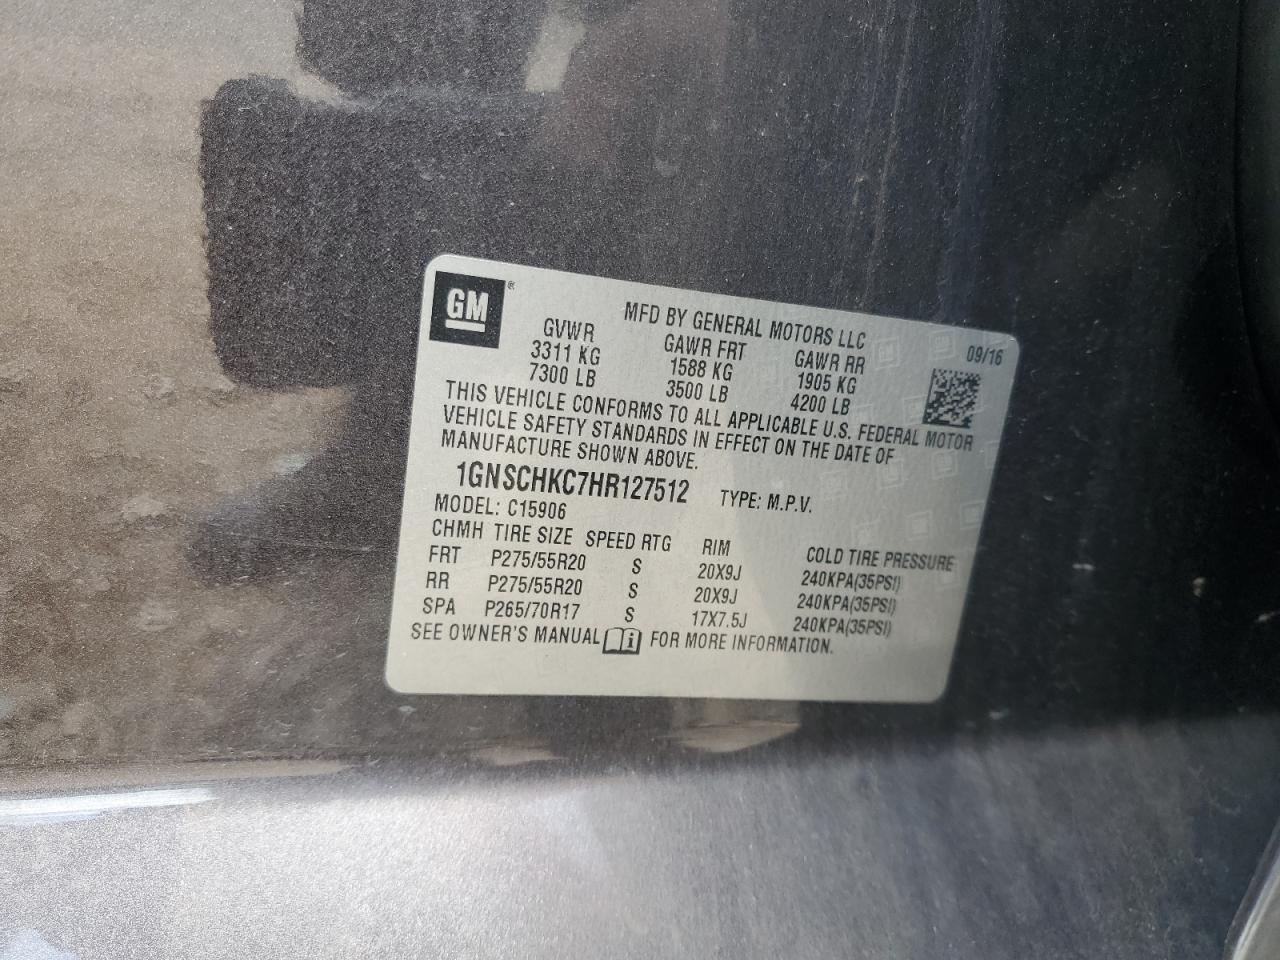 GM®
MFD BY GENERAL MOTORS LLC
GVWR GAWR FRT GAWR RR 09/16
3311 KG 1588 KG 1905 KG
7300 LB 3500 LB 4200 LB
THIS VEHICLE CONFORMS TO ALL APPLICABLE U.S. FEDERAL MOTOR
VEHICLE SAFETY STANDARDS IN EFFECT ON THE DATE OF
MANUFACTURE SHOWN ABOVE.
1GNSCHKC7HR127512 TYPE: M.P.V.
MODEL: C15906
CHMH TIRE SIZE SPEED RTG RIM COLD TIRE PRESSURE
FRT P275/55R20 S 20X9J 240KPA(35PSI)
RR P275/55R20 S 20X9J 240KPA(35PSI)
SPA P265/70R17 S 17X7.5J 240KPA(35PSI)
SEE OWNER'S MANUAL i FOR MORE INFORMATION.